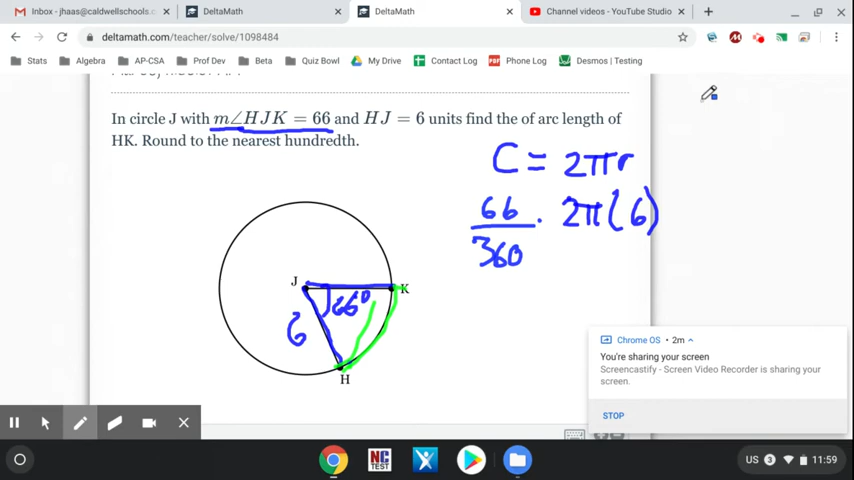 Inbox - jhaas@caldwellschools.c
DeltaMath
DeltaMath
Channel videos - YouTube Studio
deltamath.com/teacher/solve/1098484
Stats
Algebra
AP-CSA
Prof Dev
Beta
Quiz Bowl
My Drive
Contact Log
Phone Log
Desmos | Testing
In circle J with m∠HJK = 66 and HJ = 6 units find the of arc length of
HK. Round to the nearest hundredth.
C = 2πr
66/360 · 2π(6)
J
K
66°
6
H
Chrome OS • 2m
You're sharing your screen
Screencastify - Screen Video Recorder is sharing your
screen.
STOP
NC
TEST
US
3
11:59